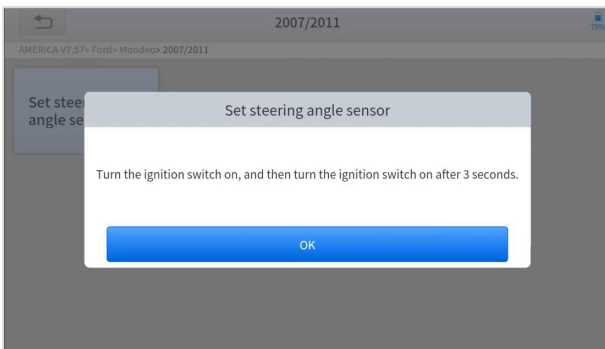 2007/2011
75%
AMERICA V7.57> Ford> Mondeo> 2007/2011
Set stee
angle se
Set steering angle sensor
Turn the ignition switch on, and then turn the ignition switch on after 3 seconds.
OK